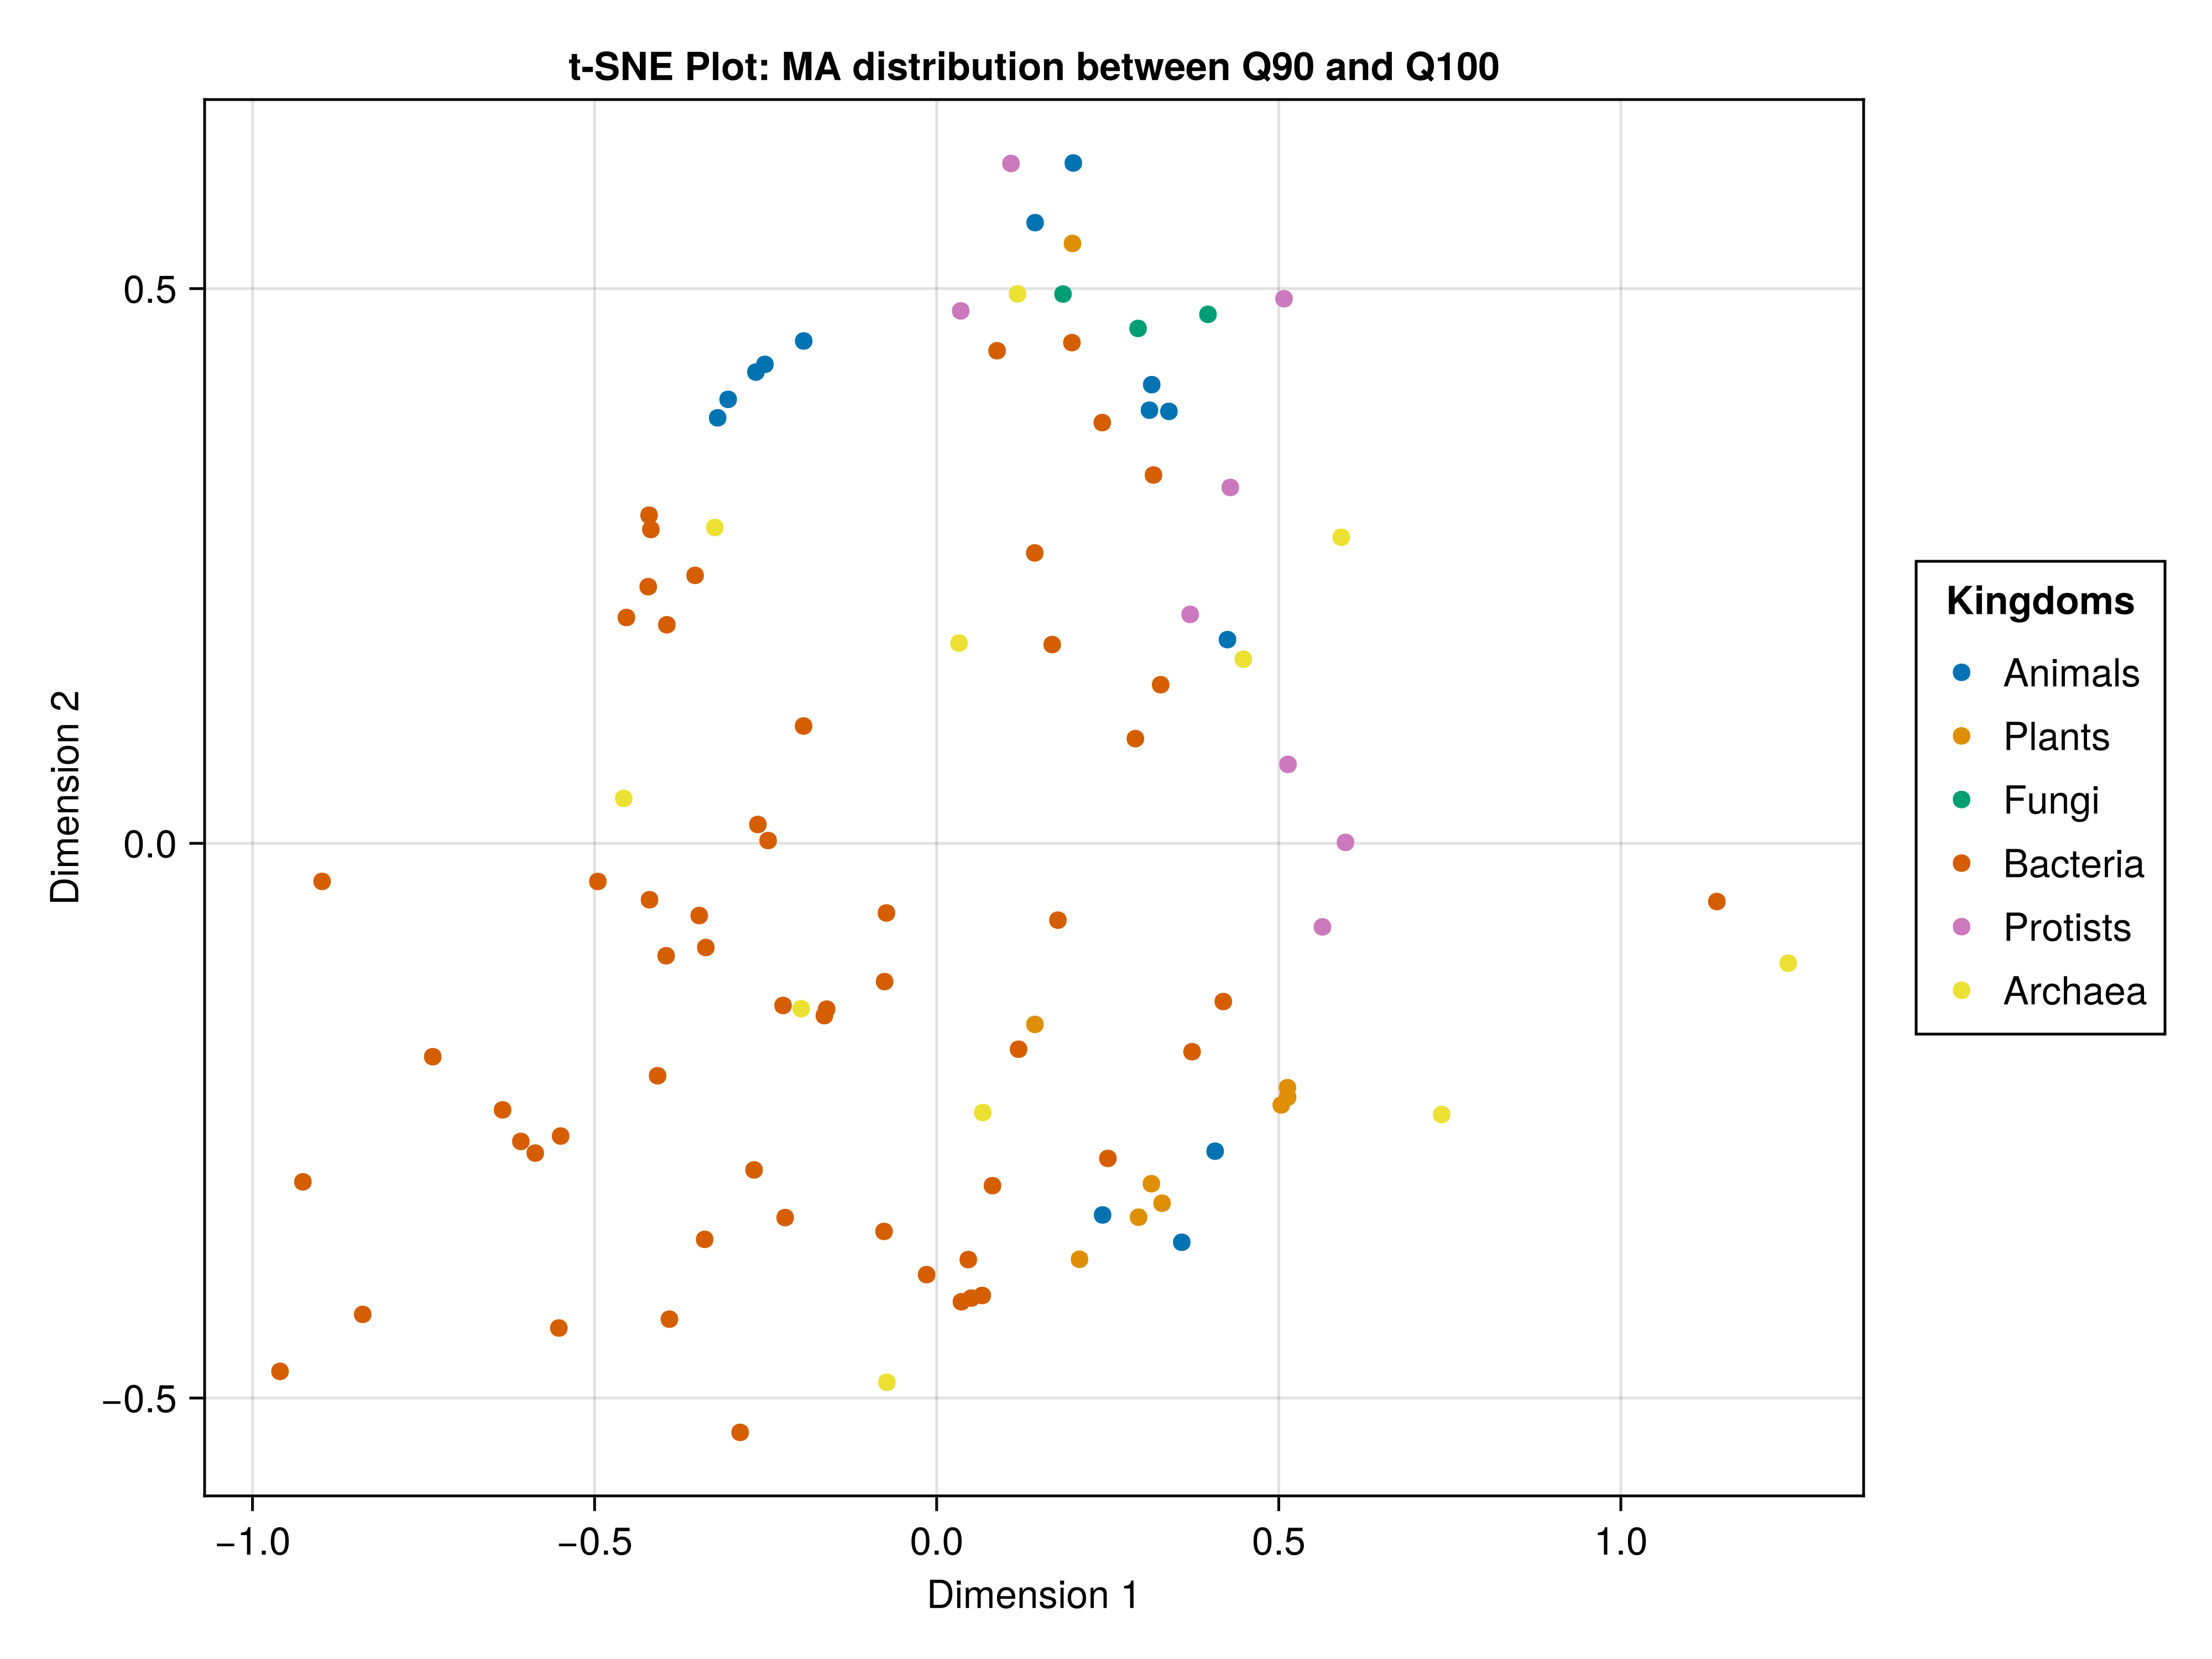 t-SNE Plot: MA distribution between Q90 and Q100
0.5
0.0
−0.5
Dimension 2
−1.0
−0.5
0.0
0.5
1.0
Dimension 1
Kingdoms
Animals
Plants
Fungi
Bacteria
Protists
Archaea